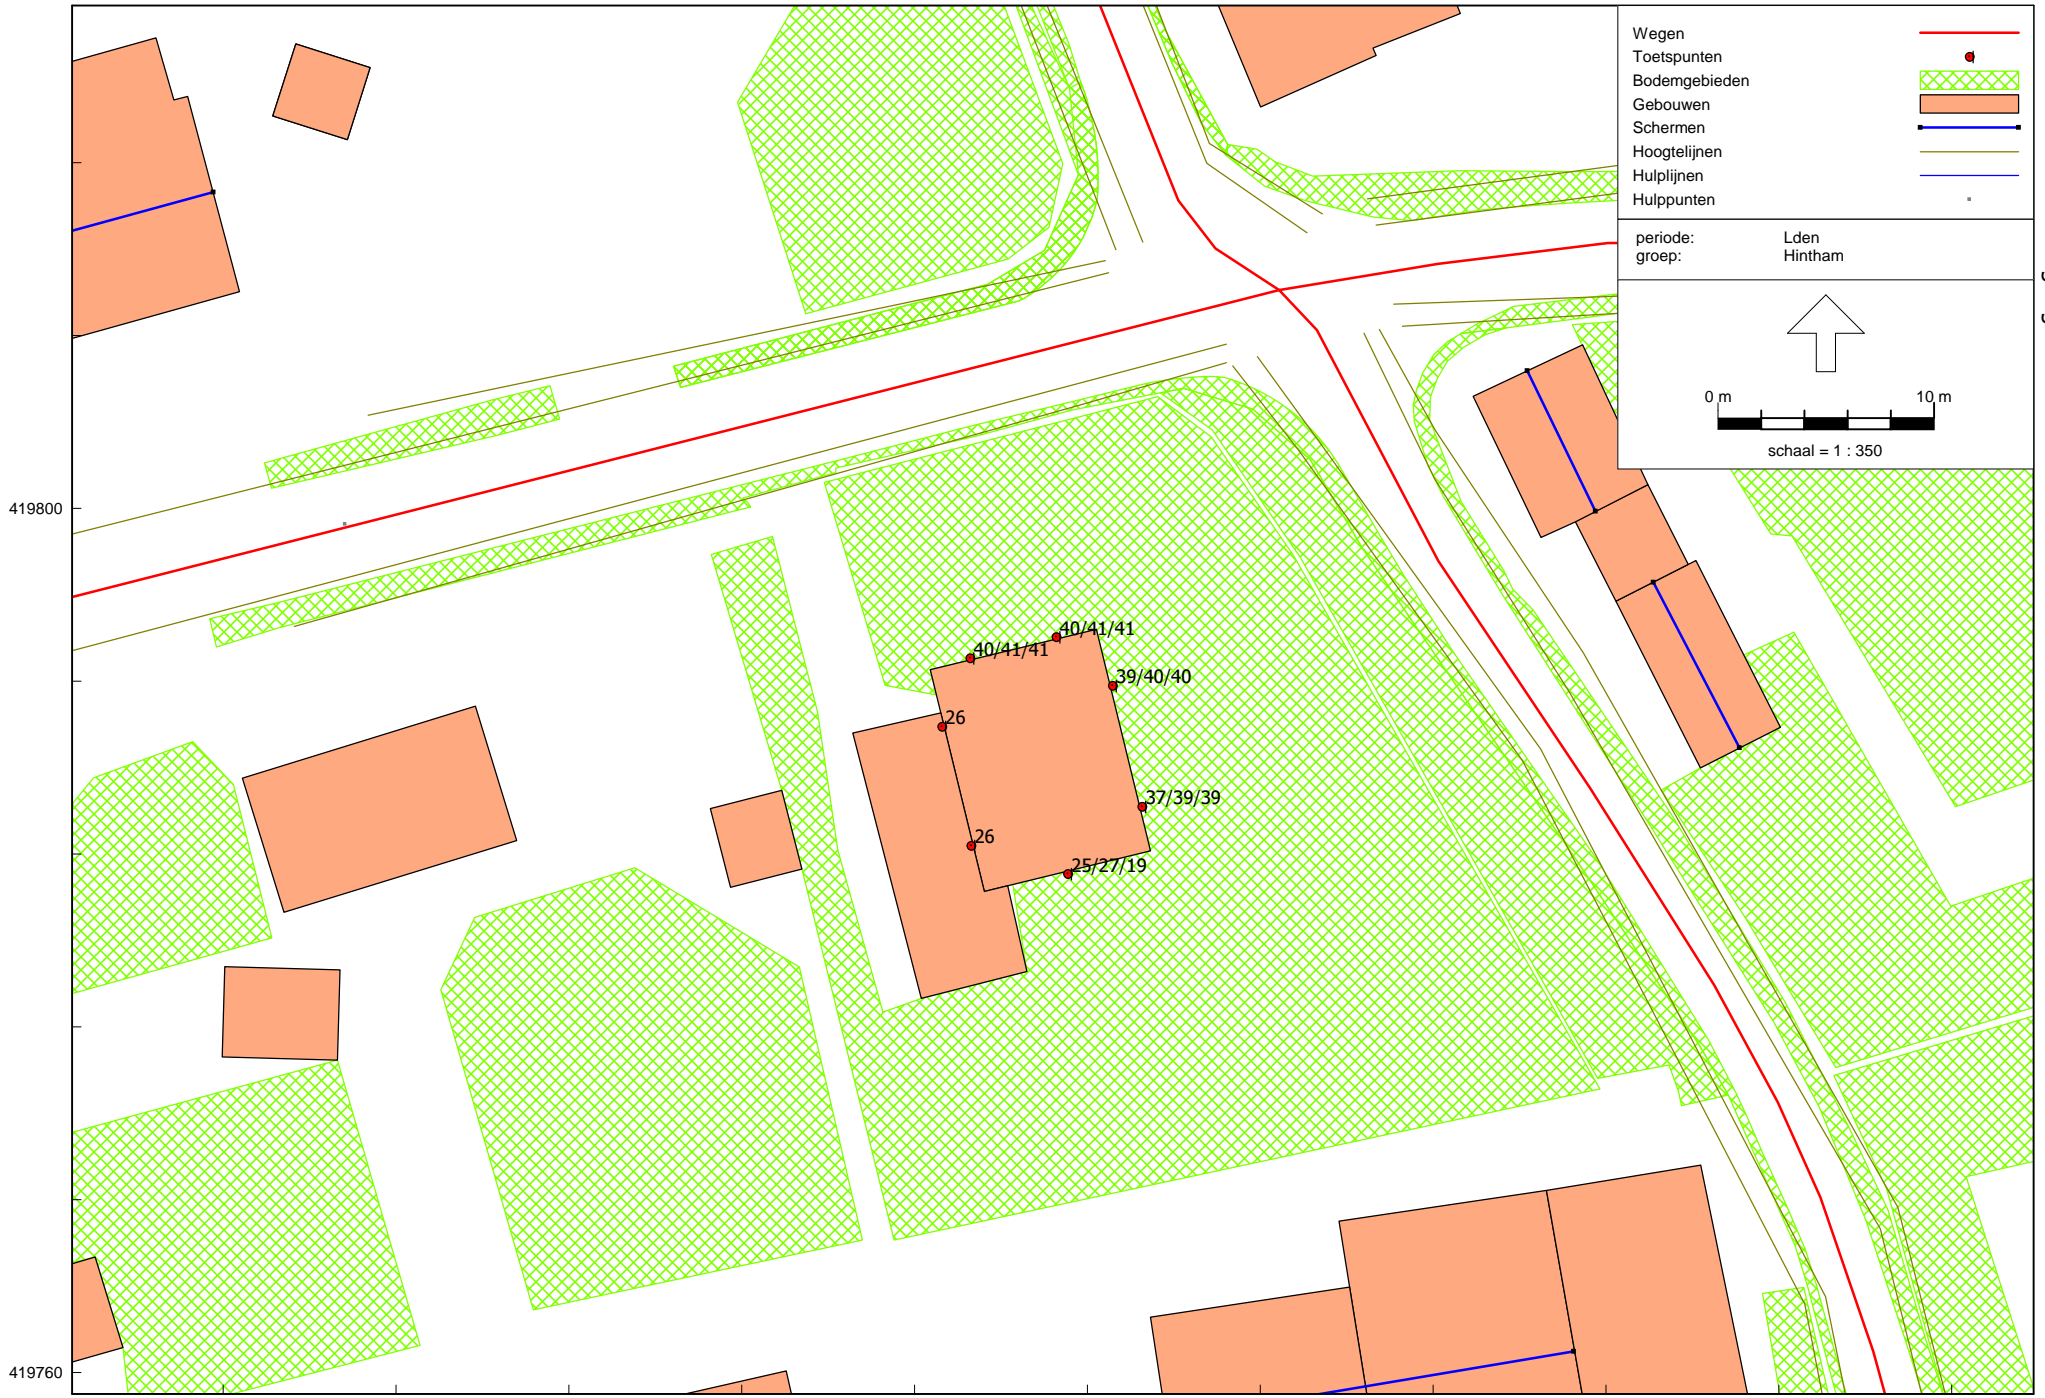 Wegen
Toetspunten
Bodemgebieden
Gebouwen
Schermen
Hoogtelijnen
Hulplijnen
Hulppunten
periode: Lden
groep: Hintham
0 m 10 m
schaal = 1 : 350
419800
40/41/41
40/41/41
39/40/40
26
37/39/39
26
25/27/19
419760